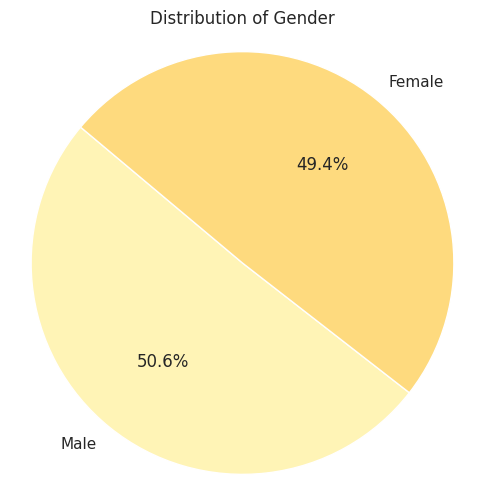 Distribution of Gender
Female
49.4%
50.6%
Male